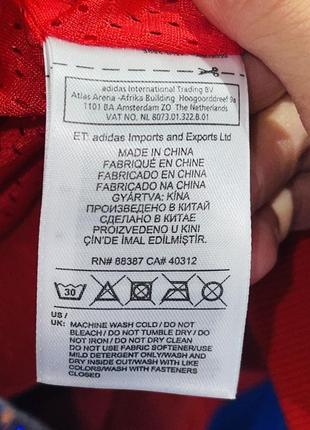 adidas International Trading BV
Atlas Arena -Afrika Building Hoogoorddreef 9a
1101 BA Amsterdam ZO The Netherlands
VAT NO. NL 8073.01.322.B.01
ET: adidas Imports and Exports Ltd
MADE IN CHINA
FABRIQUÉ EN CHINE
FABRICADO EN CHINA
FABRICADO NA CHINA
GYÁRTVA: KÍNA
ПРОИЗВЕДЕНО В КИТАЙ
СДЕЛАНО В КИТАЕ
PROIZVEDENO U KINI
ÇİN'DE İMAL EDİLMİŞTİR.
RN# 88387 CA# 40312
30
US /
UK: MACHINE WASH COLD / DO NOT
BLEACH / DO NOT TUMBLE DRY / DO
NOT IRON / DO NOT DRY CLEAN
DO NOT USE FABRIC SOFTENER/USE
MILD DETERGENT ONLY/WASH AND
DRY INSIDE OUT/WASH WITH LIKE
COLORS/WASH WITH FASTENERS
CLOSED